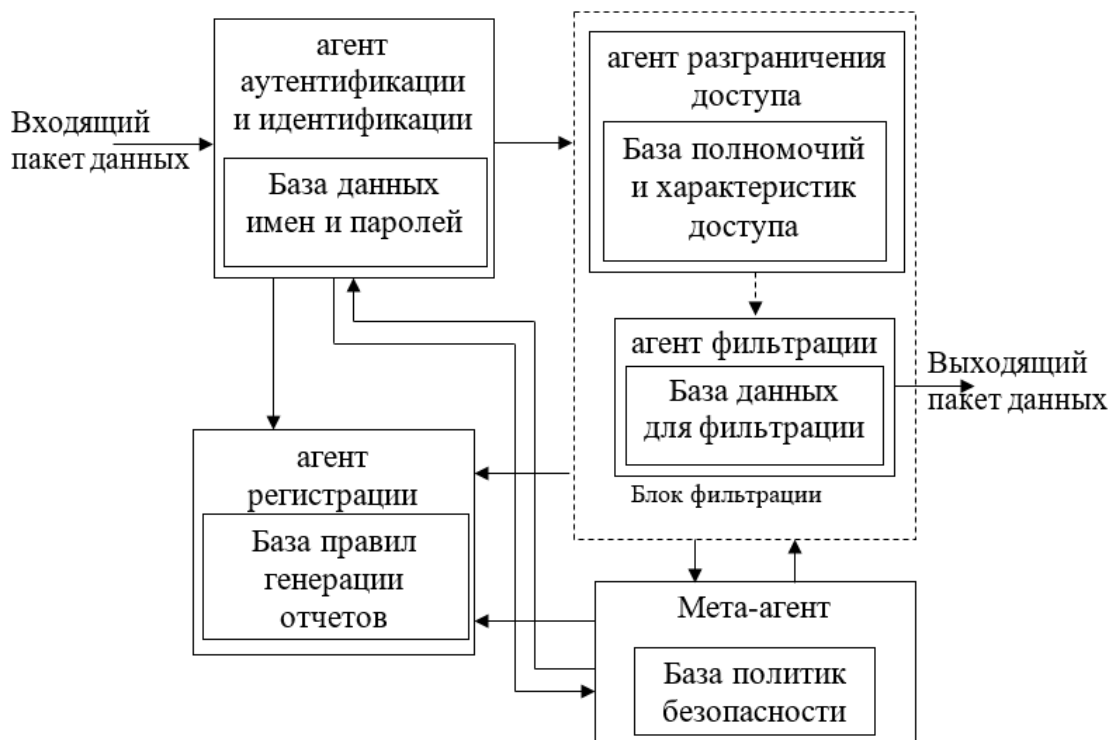 Входящий
пакет данных
агент
аутентификации
и идентификации
База данных
имен и паролей
агент разграничения
доступа
База полномочий
и характеристик
доступа
агент фильтрации
База данных
для фильтрации
Блок фильтрации
Выходящий
пакет данных
агент
регистрации
База правил
генерации
отчетов
Мета-агент
База политик
безопасности